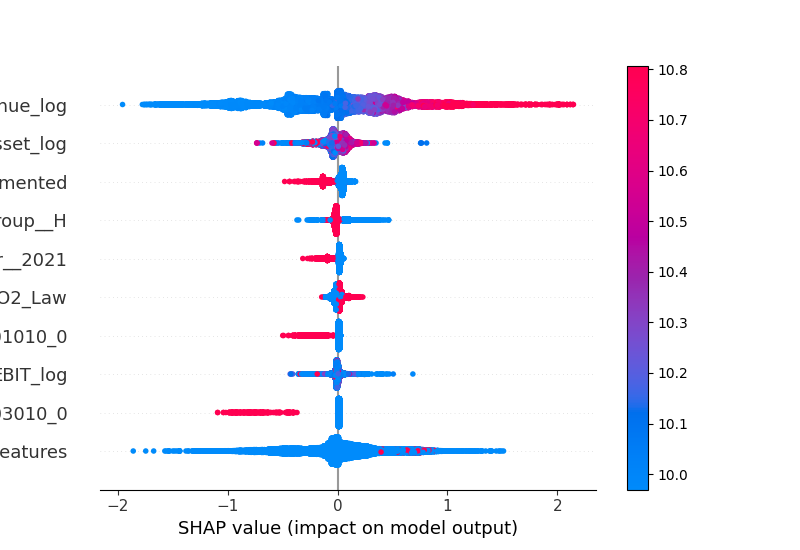 nue_log
sset_log
mented
roup__H
r__2021
O2_Law
01010_0
EBIT_log
03010_0
eatures
−2
−1
0
1
2
SHAP value (impact on model output)
10.8
10.7
10.6
10.5
10.4
10.3
10.2
10.1
10.0